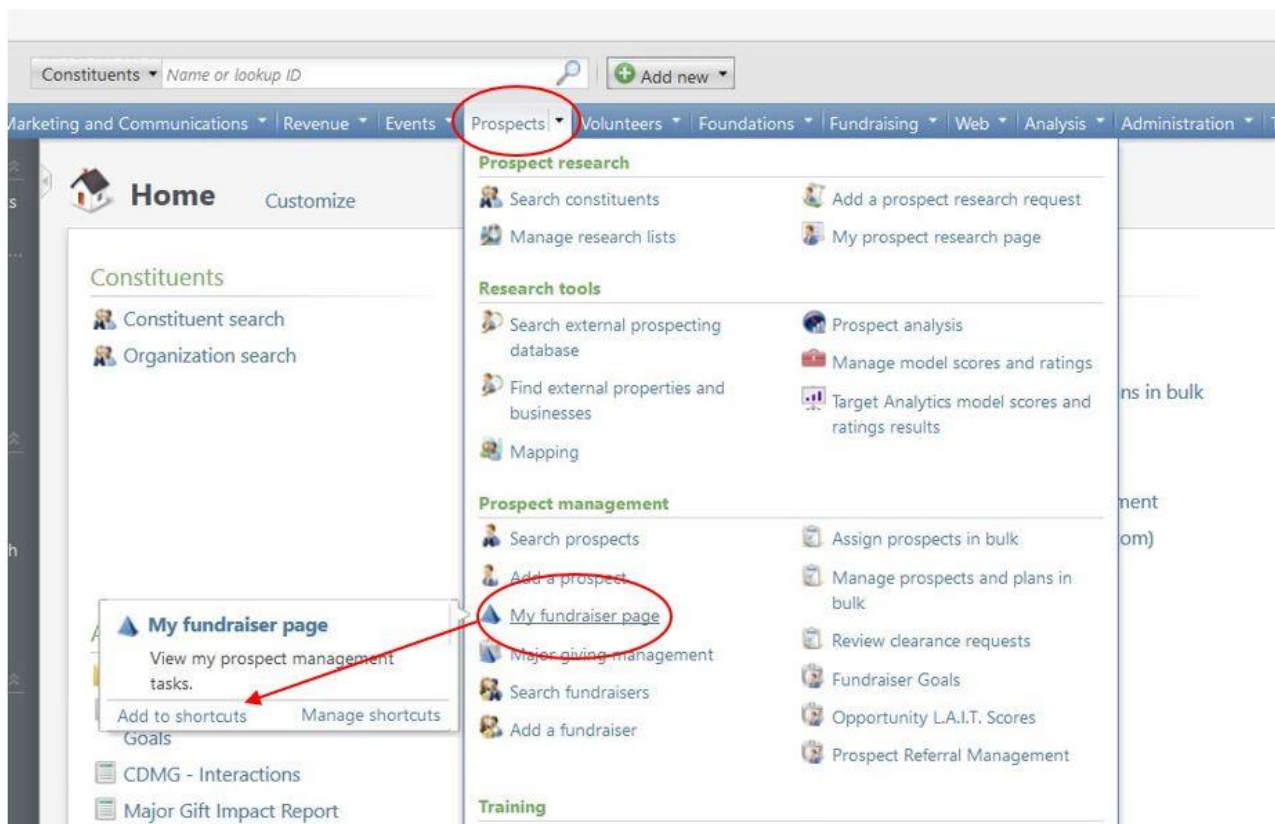 Constituents Name or lookup ID Add new
Marketing and Communications Revenue Events Prospects Volunteers Foundations Fundraising Web Analysis Administration
Home Customize
Constituents
Constituent search
Organization search
Prospect research
Search constituents
Manage research lists
Add a prospect research request
My prospect research page
Research tools
Search external prospecting
database
Find external properties and
businesses
Mapping
Prospect analysis
Manage model scores and ratings
Target Analytics model scores and
ratings results
Prospect management
Search prospects
Add a prospect
My fundraiser page
Major giving management
Search fundraisers
Add a fundraiser
Assign prospects in bulk
Manage prospects and plans in
bulk
Review clearance requests
Fundraiser Goals
Opportunity L.A.I.T. Scores
Prospect Referral Management
Training
My fundraiser page
View my prospect management
tasks.
Add to shortcuts Manage shortcuts
Goals
CDMG - Interactions
Major Gift Impact Report
ns in bulk
ment
om)